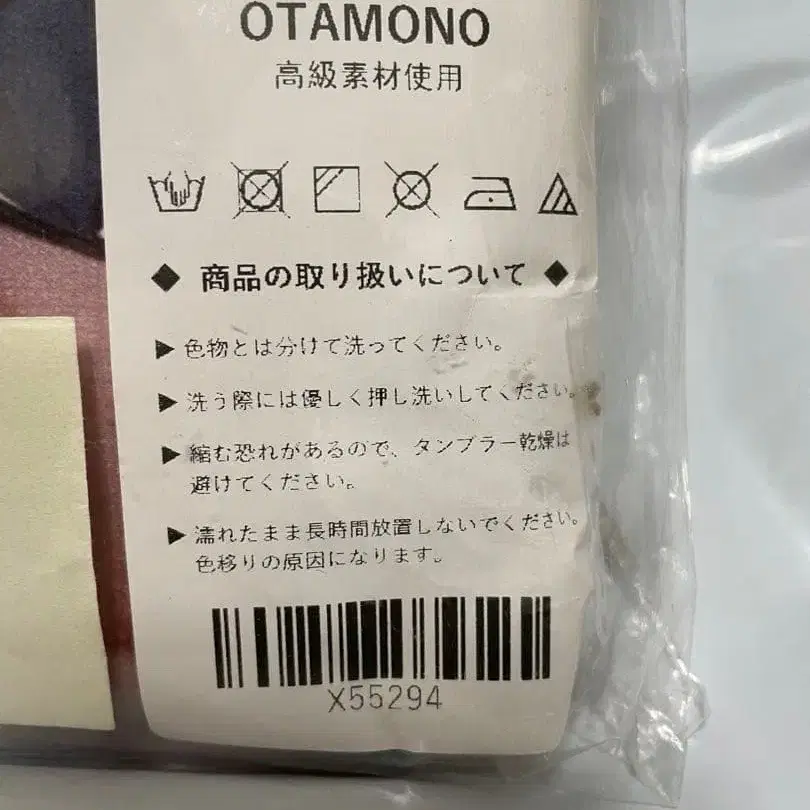 OTAMONO
高級素材使用
◆ 商品の取り扱いについて ◆
▶ 色物とは分けて洗ってください。
▶ 洗う際には優しく押し洗いしてください。
▶ 縮む恐れがあるので、タンブラー乾燥は
避けてください。
▶ 濡れたまま長時間放置しないでください。
色移りの原因になります。
X55294